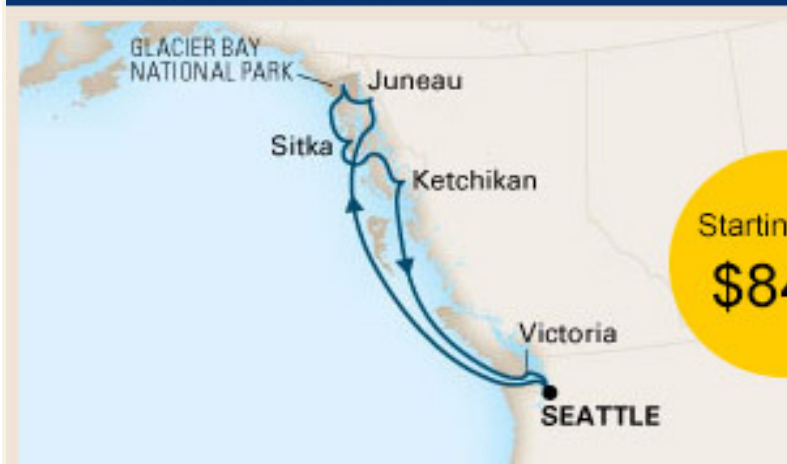 GLACIER BAY
NATIONAL PARK
Juneau
Sitka
Ketchikan
Victoria
SEATTLE